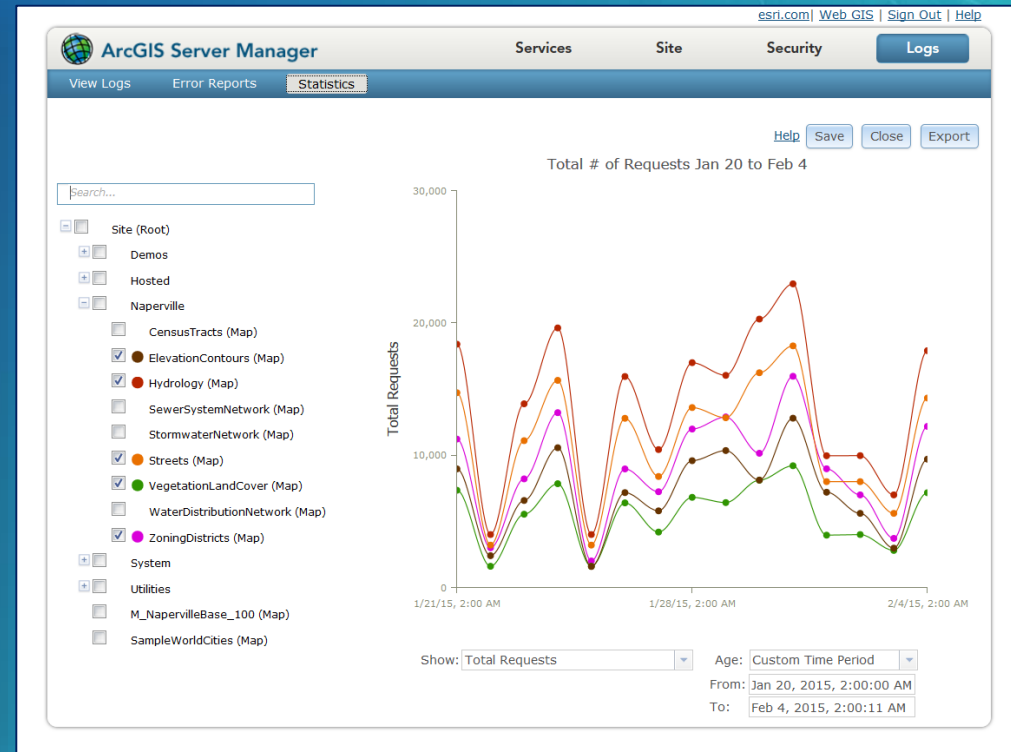 esri.com| Web GIS | Sign Out | Help
ArcGIS Server Manager
Services Site Security Logs
View Logs Error Reports Statistics
Help Save Close Export
Total # of Requests Jan 20 to Feb 4
Search...
Site (Root)
Demos
Hosted
Naperville
CensusTracts (Map)
ElevationContours (Map)
Hydrology (Map)
SewerSystemNetwork (Map)
StormwaterNetwork (Map)
Streets (Map)
VegetationLandCover (Map)
WaterDistributionNetwork (Map)
ZoningDistricts (Map)
System
Utilities
M_NapervilleBase_100 (Map)
SampleWorldCities (Map)
Total Requests
30,000
20,000
10,000
0
1/21/15, 2:00 AM 1/28/15, 2:00 AM 2/4/15, 2:00 AM
Show: Total Requests Age: Custom Time Period
From: Jan 20, 2015, 2:00:00 AM
To: Feb 4, 2015, 2:00:11 AM